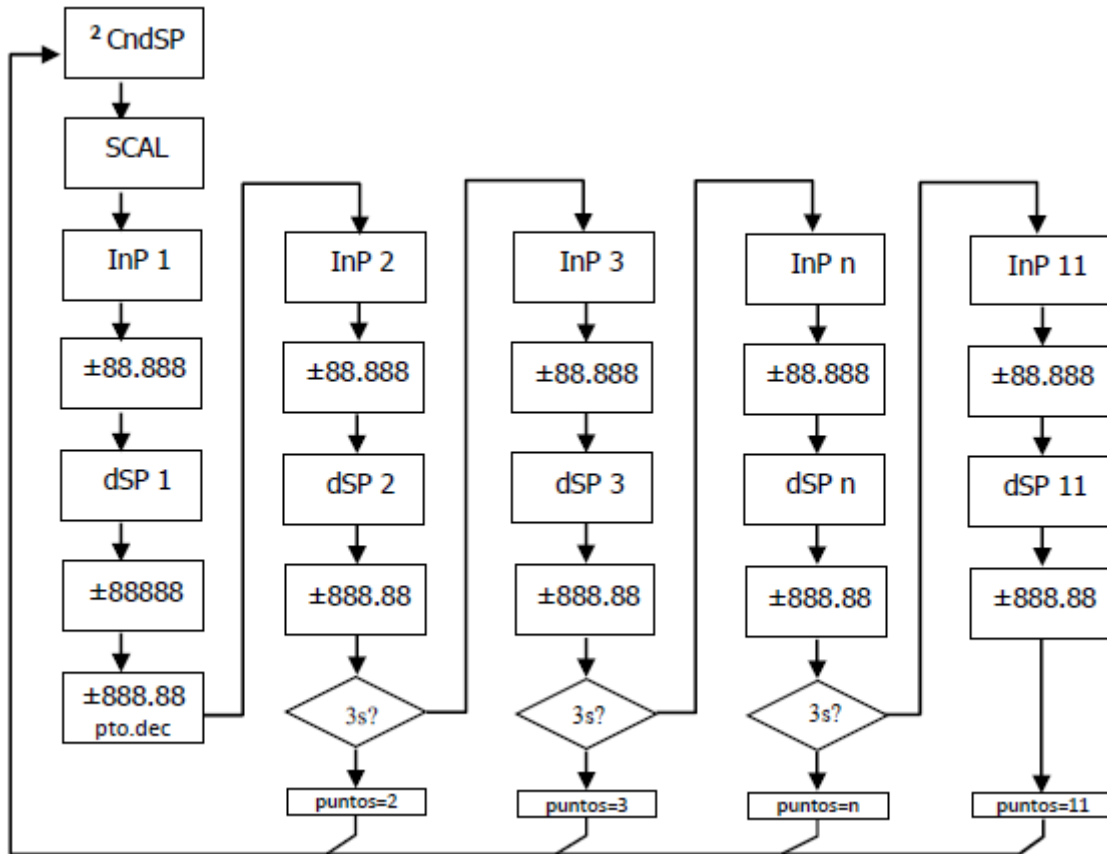 ² CndSP
SCAL
InP 1
±88.888
dSP 1
±88888
±888.88
pto.dec
InP 2
±88.888
dSP 2
±888.88
3s?
puntos=2
InP 3
±88.888
dSP 3
±888.88
3s?
puntos=3
InP n
±88.888
dSP n
±888.88
3s?
puntos=n
InP 11
±88.888
dSP 11
±888.88
puntos=11